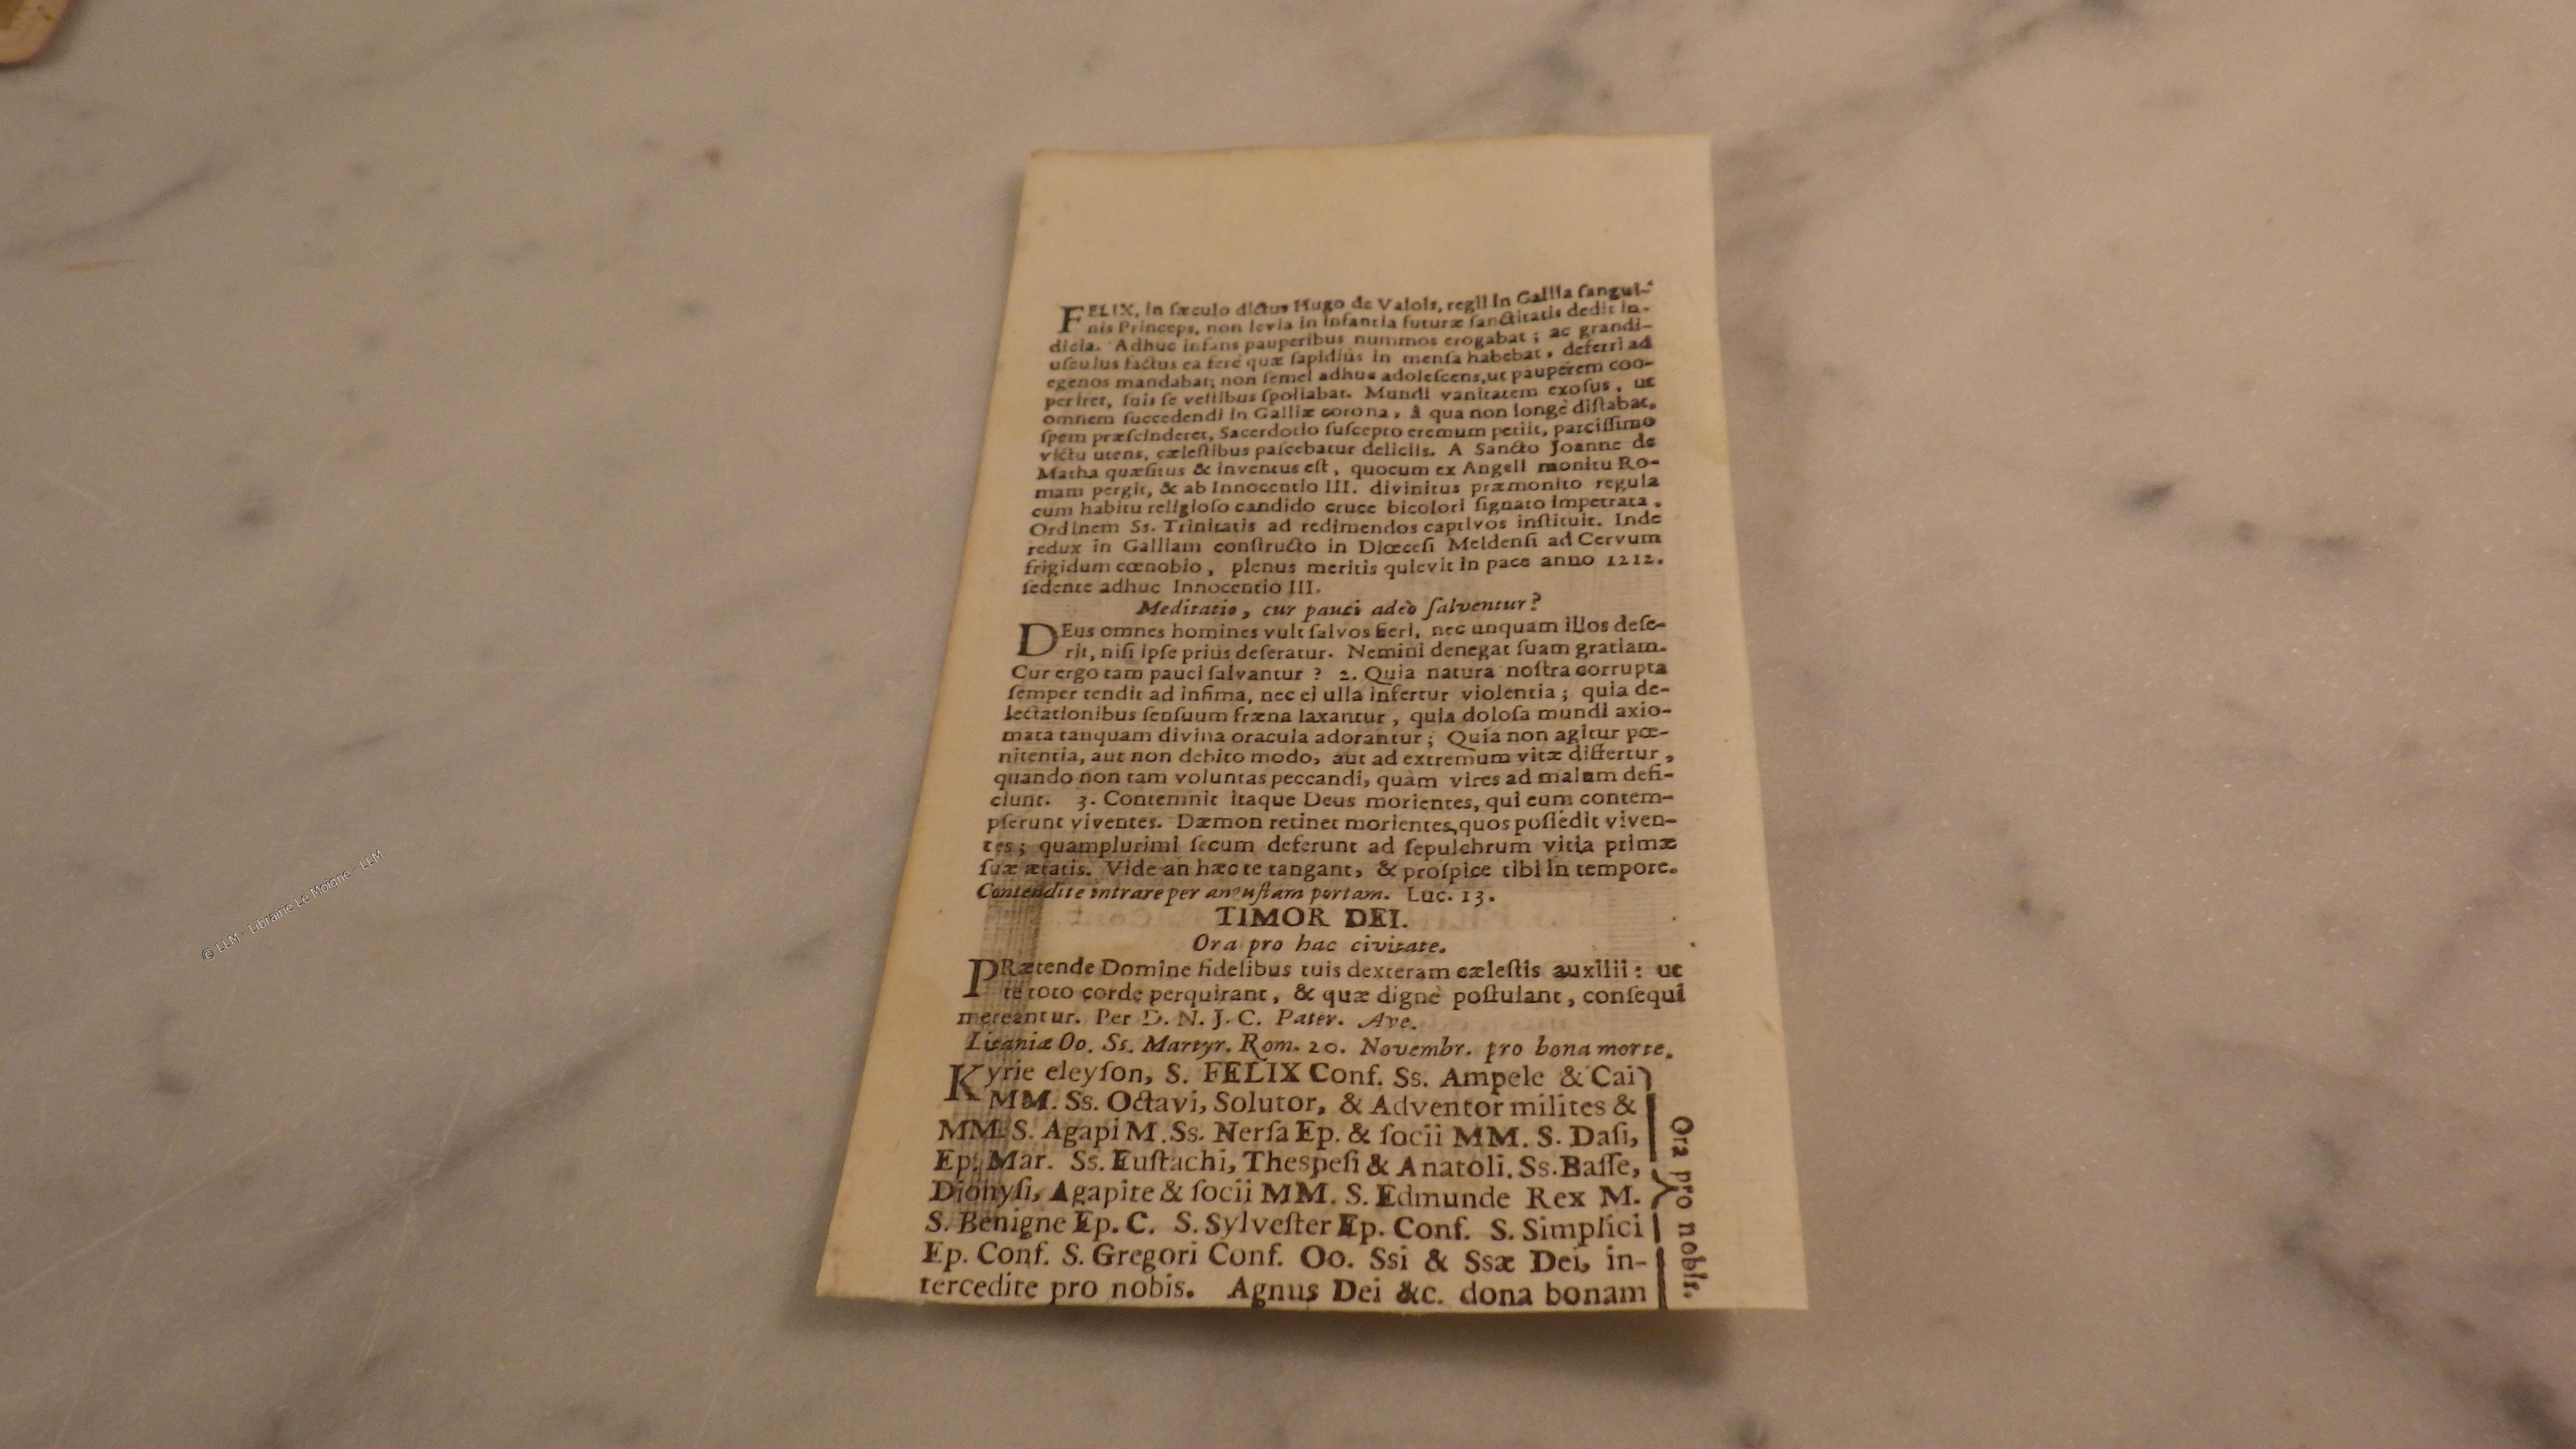 FELIX, in ſæculo dictus Hugo de Valois, regii in Gallia ſangui-
nis Princeps, non levia in infantia futuræ ſanctitatis dedit in-
dicia. Adhuc infans pauperibus nummos erogabat; ac grandi-
uſculus factus ea ferè quæ ſapidiùs in menſa habebat, deferri ad
egenos mandabat; non ſemel adhuc adoleſcens, ut pauperem coo-
periret, ſuis ſe veſtibus ſpoliabat. Mundi vanitatem exoſus, ut
omnem ſuccedendi in Galliæ corona, à qua non longè diſtabat,
ſpem præſcinderet, Sacerdotio ſuſcepto eremum petiit, parciſſimo
victu utens, cæleſtibus paſcebatur deliciis. A Sancto Joanne de
Matha quæſitus & inventus eſt, quocum ex Angeli monitu Ro-
mam pergit, & ab Innocentio III. divinitus præmonito regula
cum habitu religioſo candido cruce bicolori ſignato impetrata,
Ordinem Ss. Trinitatis ad redimendos captivos inſtituit. Inde
redux in Galliam conſtructo in Diœceſi Meldenſi ad Cervum
frigidum cœnobio, plenus meritis quievit in pace anno 1212.
ſedente adhuc Innocentio III.
Meditatio, cur pauci adeò ſalventur?
DEus omnes homines vult ſalvos fieri, nec unquam illos deſe-
rit, niſi ipſe priùs deſeratur. Nemini denegat ſuam gratiam.
Cur ergo tam pauci ſalvantur? 2. Quia natura noſtra corrupta
ſemper tendit ad infima, nec ei ulla infertur violentia; quia de-
lectationibus ſenſuum fræna laxantur, quia doloſa mundi axio-
mata tanquam divina oracula adorantur; Quia non agitur pœ-
nitentia, aut non debito modo, aut ad extremum vitæ differtur,
quando non tam voluntas peccandi, quàm vires ad malum defi-
ciunt. 3. Contemnit itaque Deus morientes, qui eum contem-
pſerunt viventes. Dæmon retinet morientes, quos poſſedit viven-
tes; quamplurimi ſecum deferunt ad ſepulchrum vitia primæ
ſuæ ætatis. Vide an hæc te tangant, & proſpice tibi in tempore.
Contendite intrare per anguſtam portam. Luc. 13.
TIMOR DEI.
Ora pro hac civitate.
PRætende Domine fidelibus tuis dexteram cæleſtis auxilii: ut
te toto corde perquirant, & quæ dignè poſtulant, conſequi
mereantur. Per D. N. J. C. Pater. Ave.
Litaniæ Oo. Ss. Martyr. Rom. 20. Novembr. pro bona morte.
Kyrie eleyſon, S. FELIX Conf. Ss. Ampele & Cai
MM. Ss. Octavi, Solutor, & Adventor milites &
MM. S. Agapi M. Ss. Nerſa Ep. & ſocii MM. S. Daſi,
Ep. Mar. Ss. Euſtachi, Theſpeſi & Anatoli. Ss. Baſſe,
Dionyſi, Agapite & ſocii MM. S. Edmunde Rex M.
S. Benigne Ep. C. S. Sylveſter Ep. Conf. S. Simplici
Ep. Conf. S. Gregori Conf. Oo. Ssi & Ssæ Dei, in-
tercedite pro nobis. Agnus Dei &c. dona bonam
Ora pro nobis.
© LLM - Librairie Le Moigne - LLM